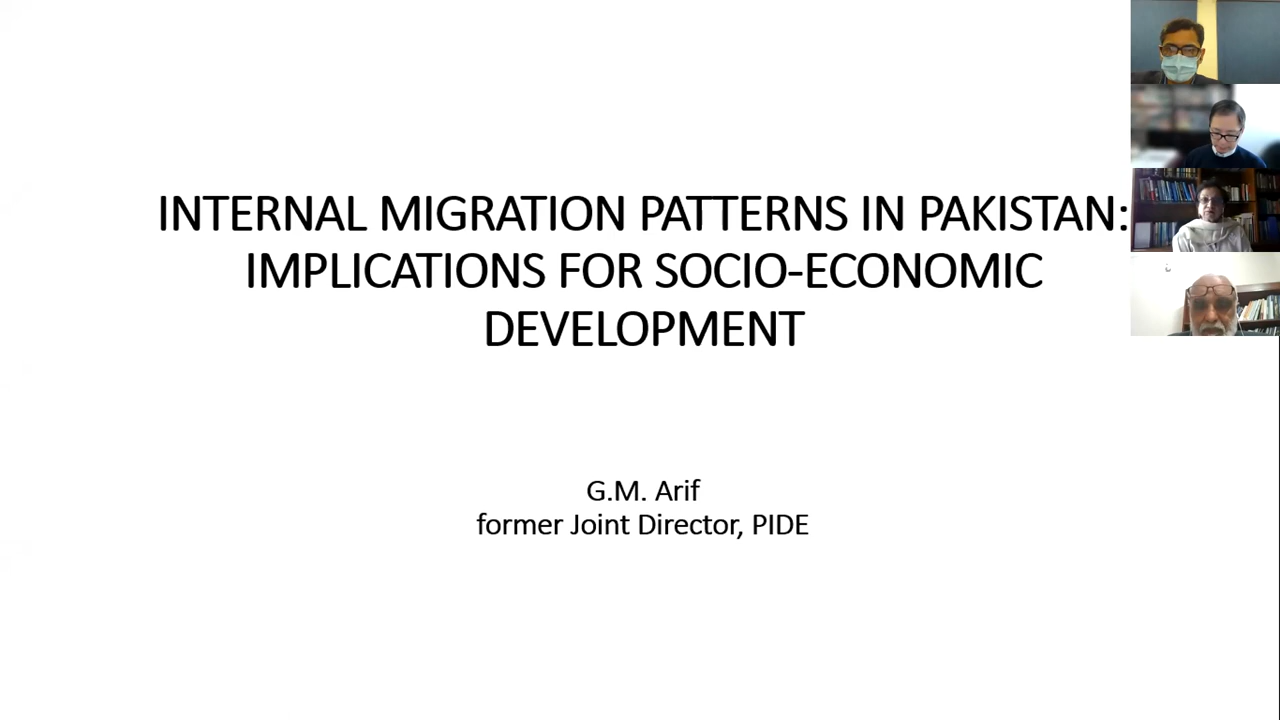 INTERNAL MIGRATION PATTERNS IN PAKISTAN:
IMPLICATIONS FOR SOCIO-ECONOMIC
DEVELOPMENT
G.M. Arif
former Joint Director, PIDE